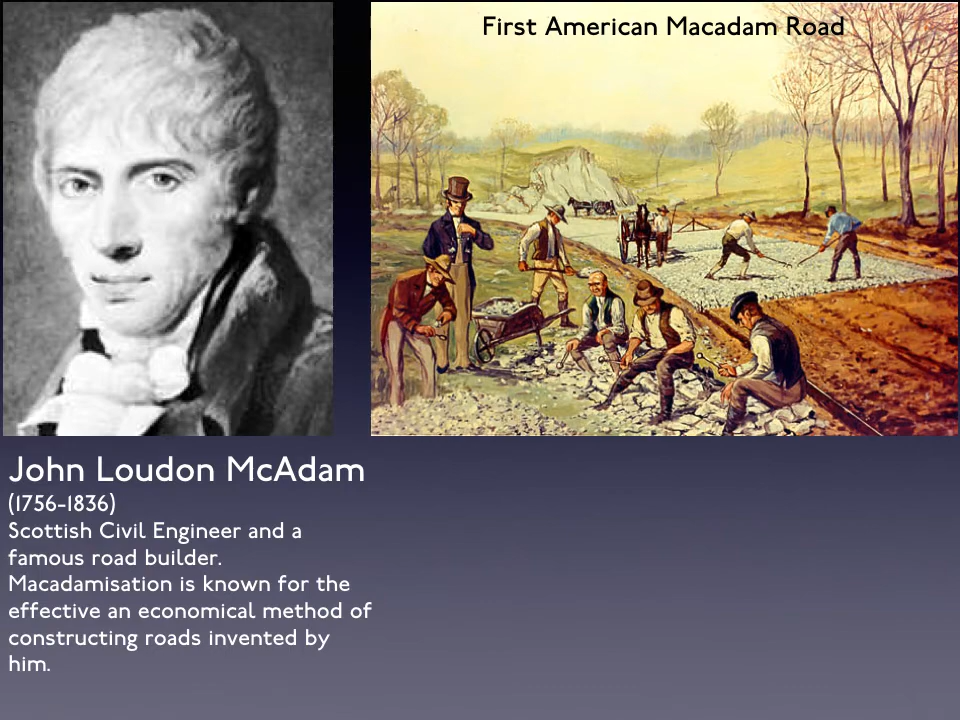 First American Macadam Road
John Loudon McAdam
(1756-1836)
Scottish Civil Engineer and a
famous road builder.
Macadamisation is known for the
effective an economical method of
constructing roads invented by
him.